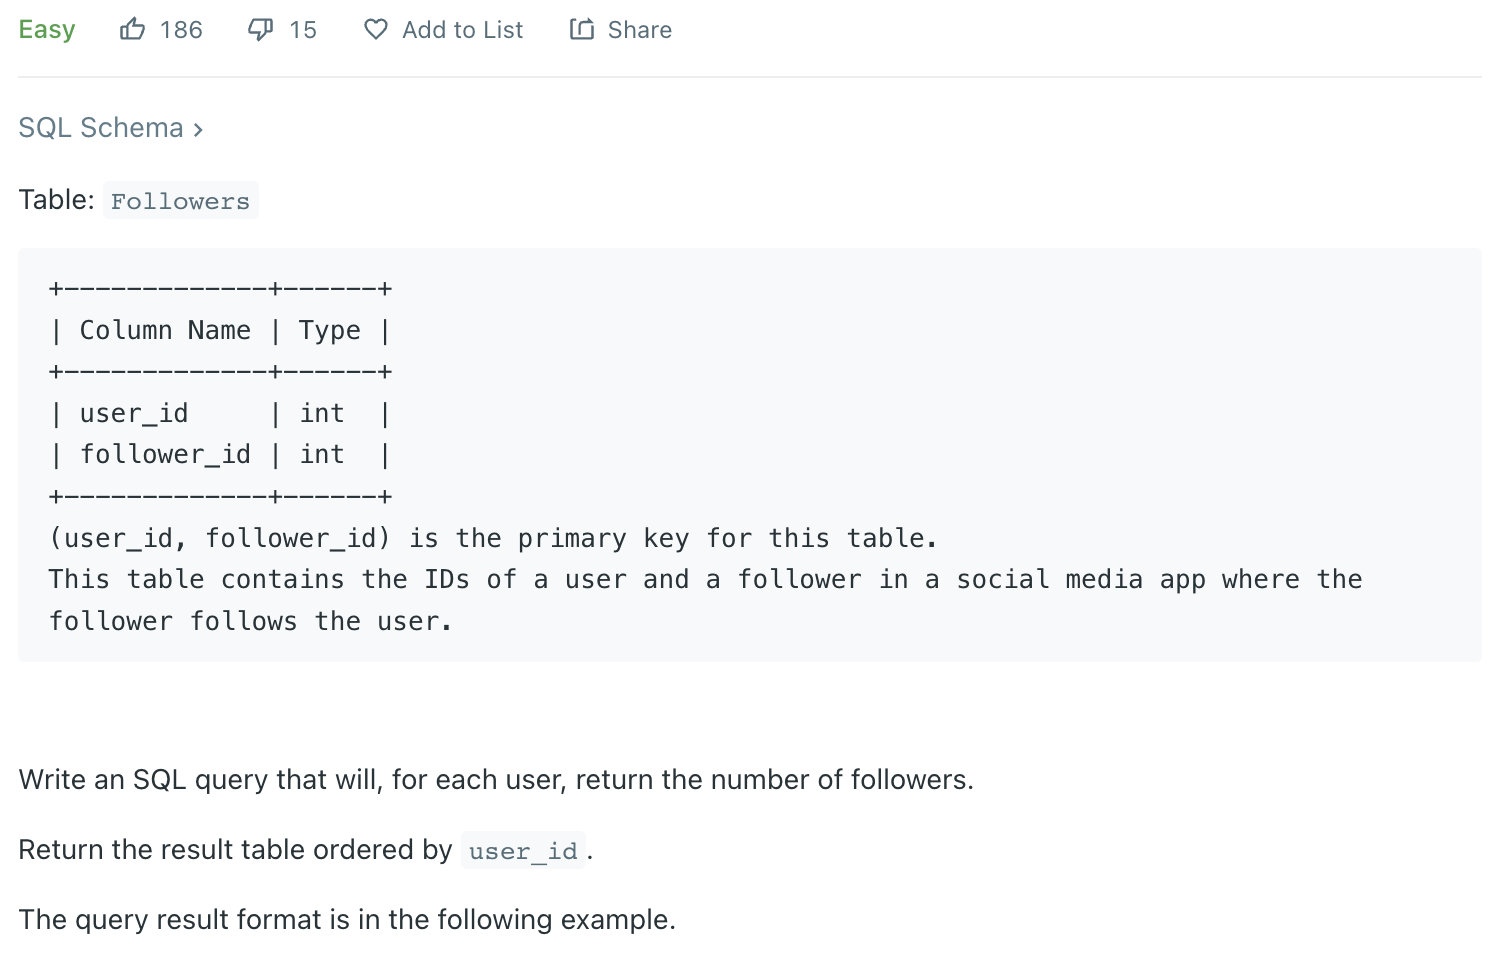 Easy 186 15 Add to List Share
SQL Schema >
Table: Followers
+-------------+------+
| Column Name | Type |
+-------------+------+
| user_id     | int  |
| follower_id | int  |
+-------------+------+
(user_id, follower_id) is the primary key for this table.
This table contains the IDs of a user and a follower in a social media app where the
follower follows the user.
Write an SQL query that will, for each user, return the number of followers.
Return the result table ordered by user_id.
The query result format is in the following example.